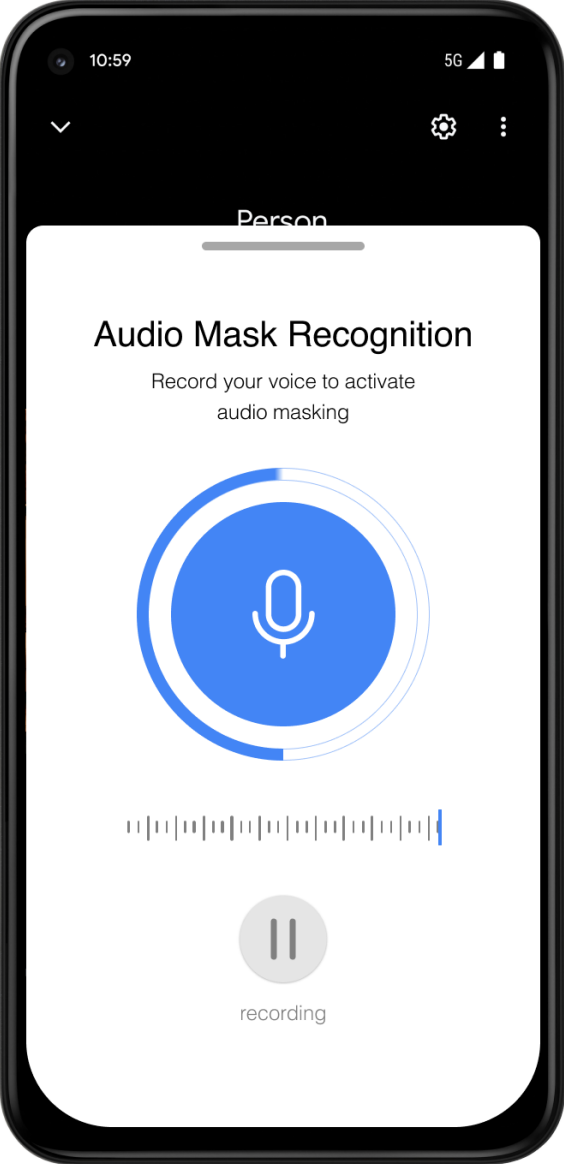 10:59
5G
Person
Audio Mask Recognition
Record your voice to activate
audio masking
recording